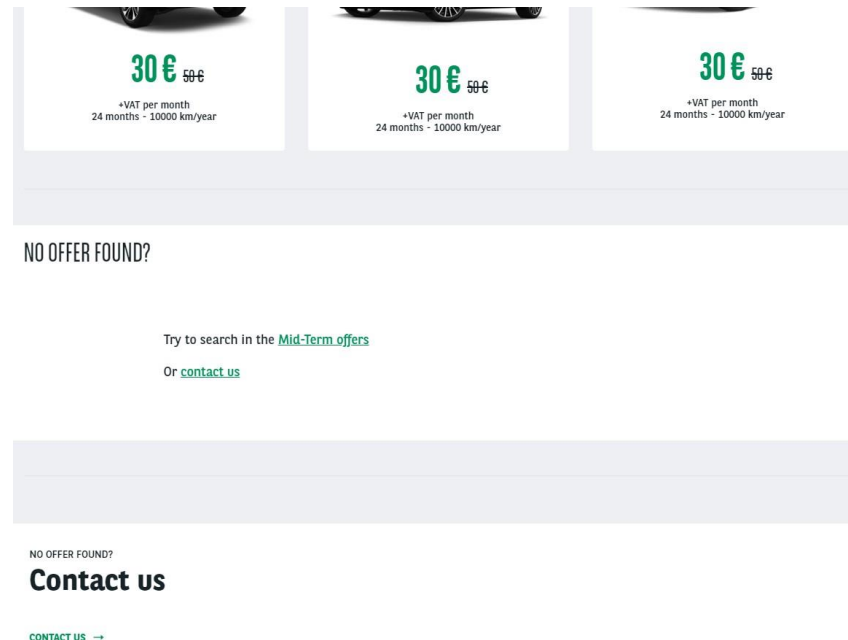 30 € 50 €
+VAT per month
24 months - 10000 km/year
30 € 50 €
+VAT per month
24 months - 10000 km/year
30 € 50 €
+VAT per month
24 months - 10000 km/year
NO OFFER FOUND?
Try to search in the Mid-Term offers
Or contact us
NO OFFER FOUND?
Contact us
CONTACT US →